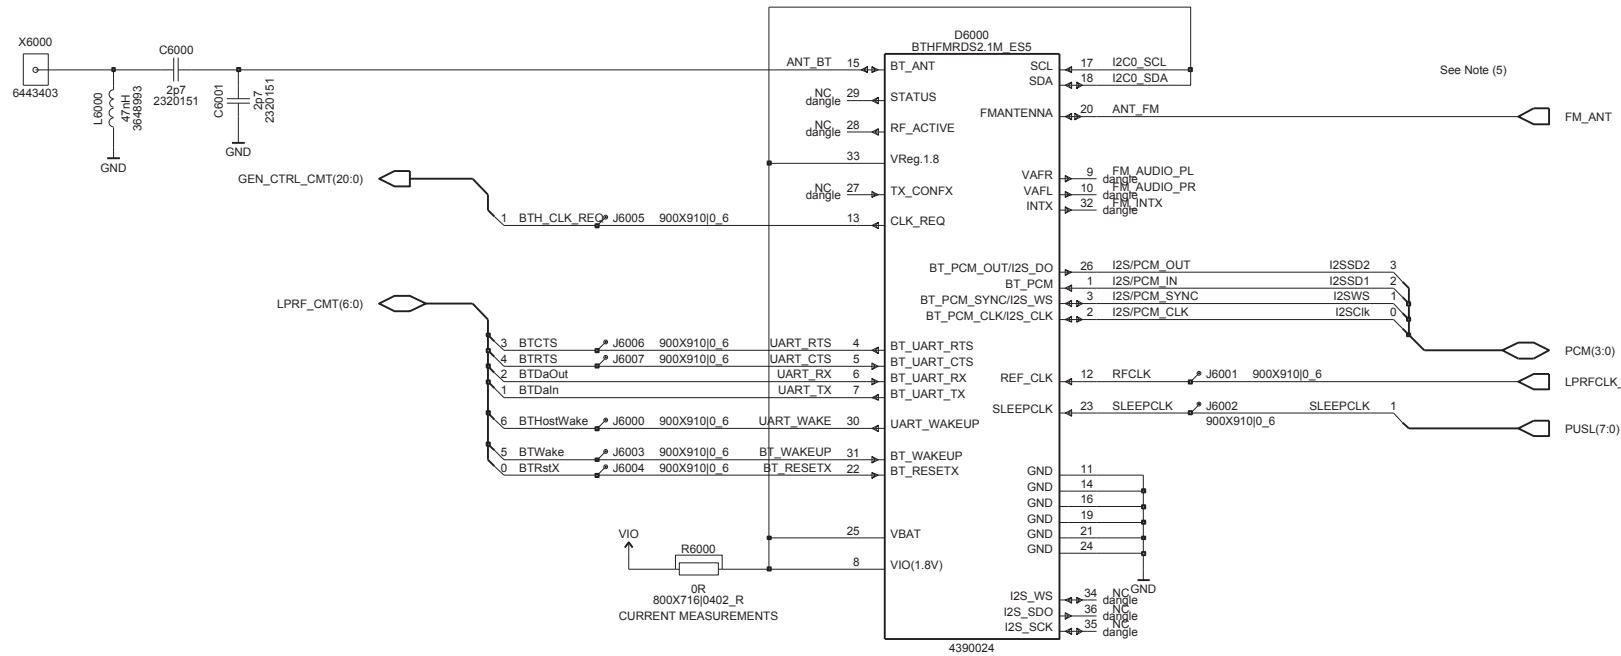 X6000
6443403
C6000
2p7
2320151
L6000
47nH
3648993
GND
C6001
2p7
2320151
GND
D6000
BTHFMRDS2.1M_ES5
ANT_BT 15 BT_ANT
NC
dangle 29 STATUS
NC
dangle 28 RF_ACTIVE
33 VReg.1.8
NC
dangle 27 TX_CONFX
GEN_CTRL_CMT(20:0)
1 BTH_CLK_REQ J6005 900X910|0_6 13 CLK_REQ
LPRF_CMT(6:0)
3 BTCTS J6006 900X910|0_6 UART_RTS 4 BT_UART_RTS
4 BTRTS J6007 900X910|0_6 UART_CTS 5 BT_UART_CTS
2 BTDaOut UART_RX 6 BT_UART_RX
1 BTDaIn UART_TX 7 BT_UART_TX
6 BTHostWake J6000 900X910|0_6 UART_WAKE 30 UART_WAKEUP
5 BTWake J6003 900X910|0_6 BT_WAKEUP 31 BT_WAKEUP
0 BTRstX J6004 900X910|0_6 BT_RESETX 22 BT_RESETX
25 VBAT
VIO
R6000
0R
800X716|0402_R
CURRENT MEASUREMENTS
8 VIO(1.8V)
SCL 17 I2C0_SCL
SDA 18 I2C0_SDA
See Note (5)
FMANTENNA 20 ANT_FM FM_ANT
VAFR 9 FM_AUDIO_PL
dangle
VAFL 10 FM_AUDIO_PR
dangle
INTX 32 FM_INTX
dangle
BT_PCM_OUT/I2S_DO 26 I2S/PCM_OUT I2SSD2 3
BT_PCM 1 I2S/PCM_IN I2SSD1 2
BT_PCM_SYNC/I2S_WS 3 I2S/PCM_SYNC I2SWS 1
BT_PCM_CLK/I2S_CLK 2 I2S/PCM_CLK I2SClk 0
PCM(3:0)
REF_CLK 12 RFCLK J6001 900X910|0_6 LPRFCLK_
SLEEPCLK 23 SLEEPCLK J6002 SLEEPCLK 1
900X910|0_6
PUSL(7:0)
GND 11
GND 14
GND 16
GND 19
GND 21
GND 24
GND
I2S_WS 34 NC
dangle
I2S_SDO 36 NC
dangle
I2S_SCK 35 NC
dangle
4390024